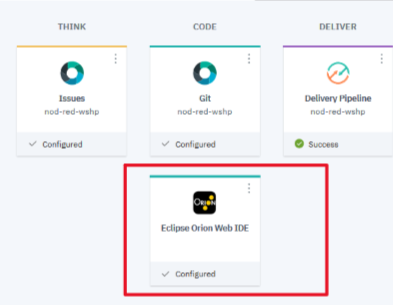 THINK
CODE
DELIVER
Issues
nod-red-wshp
Configured
Git
nod-red-wshp
Configured
Delivery Pipeline
nod-red-wshp
Success
ORION
Eclipse Orion Web IDE
Configured